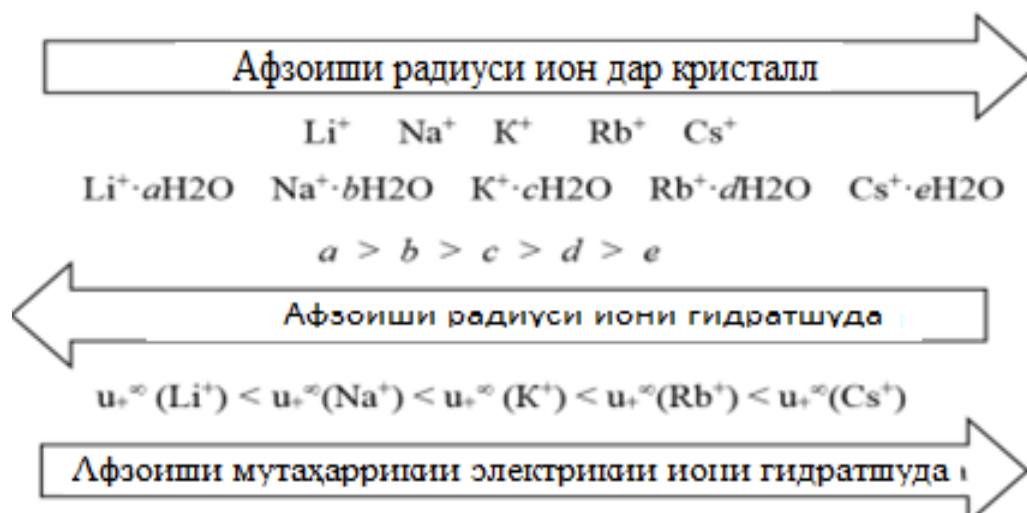 Афзоиши радиуси ион дар кристалл
Li⁺ Na⁺ K⁺ Rb⁺ Cs⁺
Li⁺·aH2O Na⁺·bH2O K⁺·cH2O Rb⁺·dH2O Cs⁺·eH2O
a > b > c > d > e
Афзоиши радиуси иони гидратшуда
u₊^∞ (Li⁺) < u₊^∞(Na⁺) < u₊^∞ (K⁺) < u₊^∞(Rb⁺) < u₊^∞(Cs⁺)
Афзоиши мутаҳаррикии электрикии иони гидратшуда